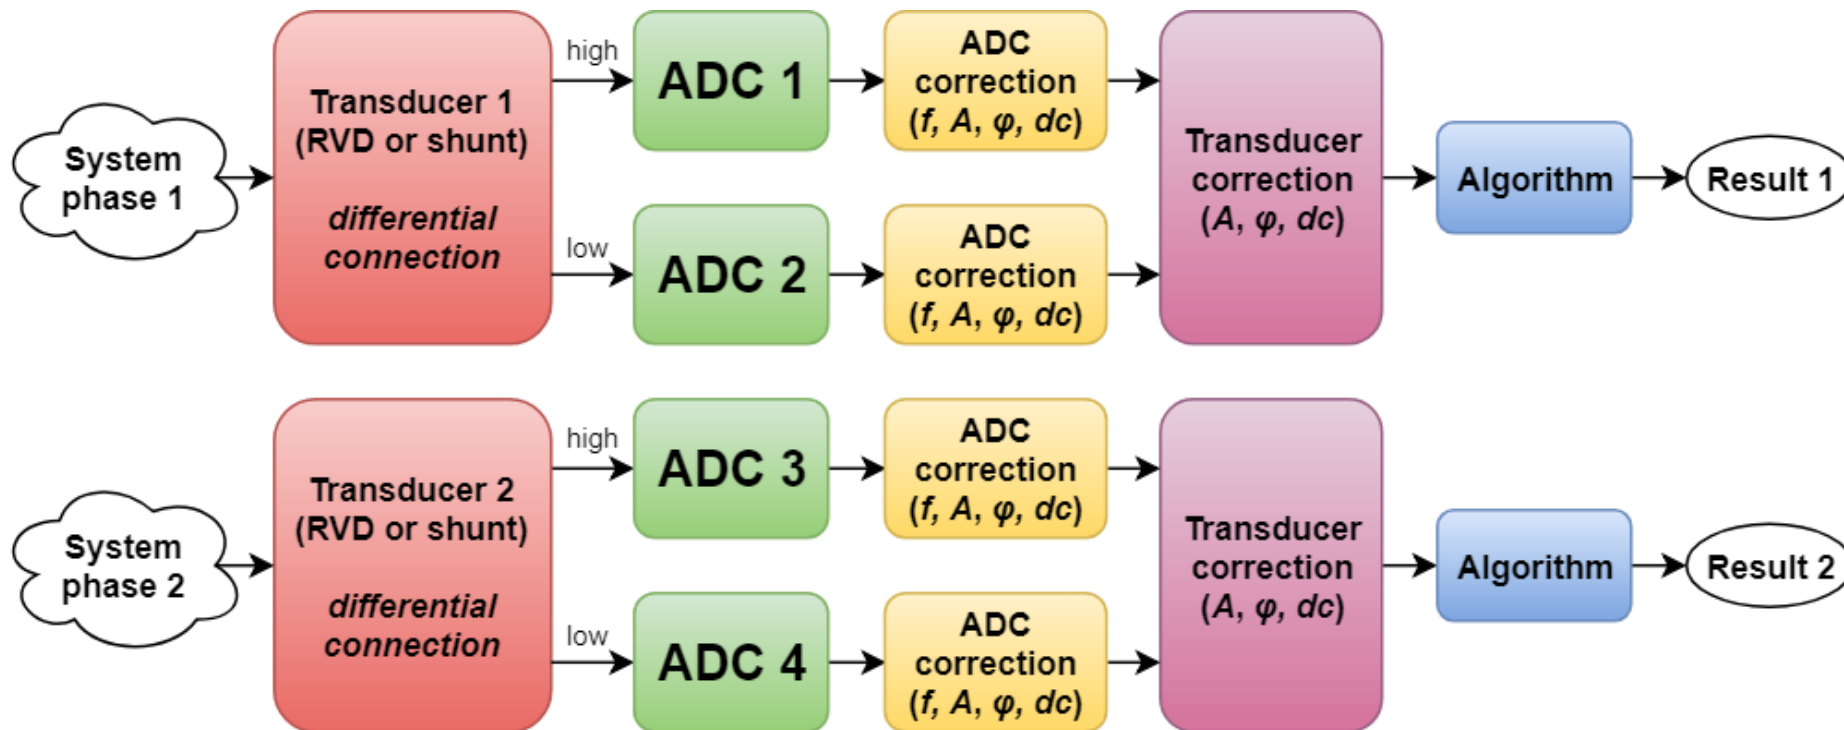 System
phase 1
Transducer 1
(RVD or shunt)
differential
connection
high
low
ADC 1
ADC 2
ADC
correction
(f, A, φ, dc)
ADC
correction
(f, A, φ, dc)
Transducer
correction
(A, φ, dc)
Algorithm
Result 1
System
phase 2
Transducer 2
(RVD or shunt)
differential
connection
high
low
ADC 3
ADC 4
ADC
correction
(f, A, φ, dc)
ADC
correction
(f, A, φ, dc)
Transducer
correction
(A, φ, dc)
Algorithm
Result 2